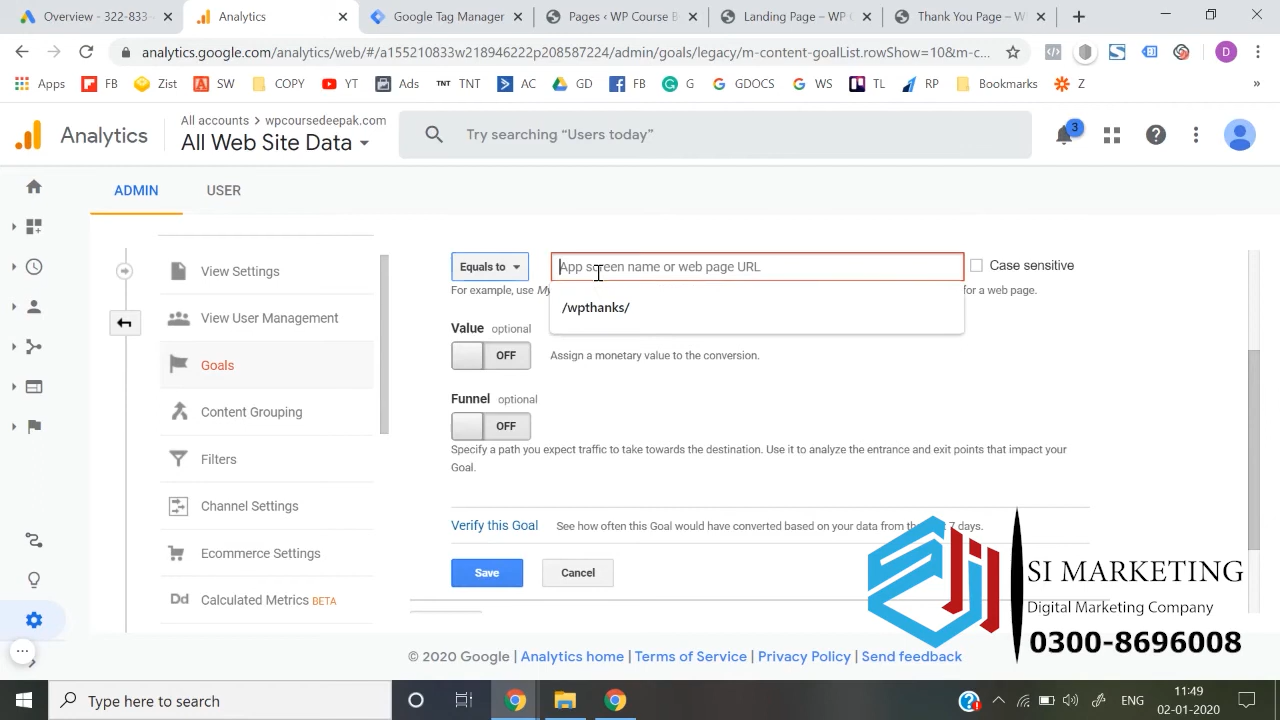 Overview - 322-833-
Analytics
Google Tag Manager
Pages ‹ WP Course B
Landing Page – WP C
Thank You Page – W
analytics.google.com/analytics/web/#/a155210833w218946222p208587224/admin/goals/legacy/m-content-goalList.rowShow=10&m-c...
Apps
FB
Zist
SW
COPY
YT
Ads
TNT TNT
AC
GD
FB
G
GDOCS
WS
TL
RP
Bookmarks
Z
»
Analytics
All accounts > wpcoursedeepak.com
All Web Site Data
Try searching “Users today”
3
ADMIN
USER
View Settings
View User Management
Goals
Content Grouping
Filters
Channel Settings
Ecommerce Settings
Dd Calculated Metrics BETA
Equals to
App screen name or web page URL
Case sensitive
For example, use My
for a web page.
/wpthanks/
Value optional
OFF
Assign a monetary value to the conversion.
Funnel optional
OFF
Specify a path you expect traffic to take towards the destination. Use it to analyze the entrance and exit points that impact your
Goal.
Verify this Goal
See how often this Goal would have converted based on your data from the 7 days.
Save
Cancel
SI MARKETING
Digital Marketing Company
0300-8696008
© 2020 Google | Analytics home | Terms of Service | Privacy Policy | Send feedback
Type here to search
ENG
11:49
02-01-2020